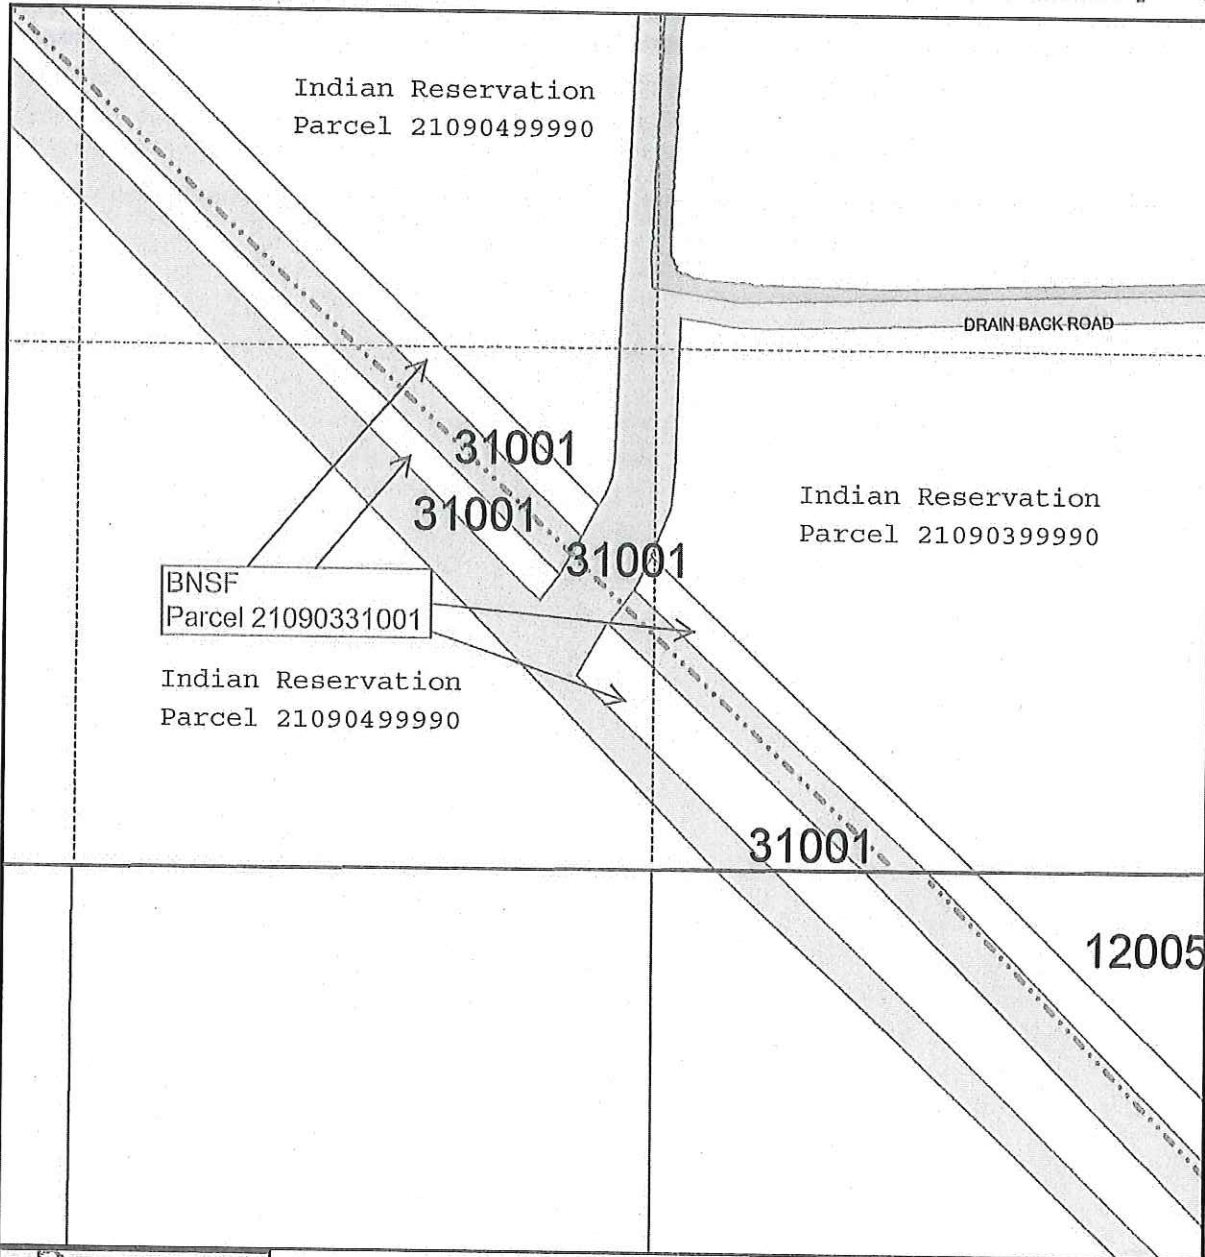 Indian Reservation
Parcel 21090499990
DRAIN BACK ROAD
31001
31001
31001
Indian Reservation
Parcel 21090399990
BNSF
Parcel 21090331001
Indian Reservation
Parcel 21090499990
31001
12005